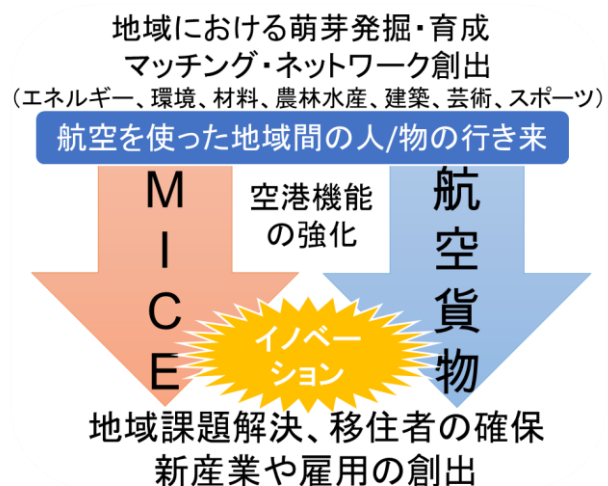 地域における萌芽発掘・育成
マッチング・ネットワーク創出
（エネルギー、環境、材料、農林水産、建築、芸術、スポーツ）
航空を使った地域間の人/物の行き来
MICE
空港機能
の強化
航空貨物
イノベー
ション
地域課題解決、移住者の確保
新産業や雇用の創出